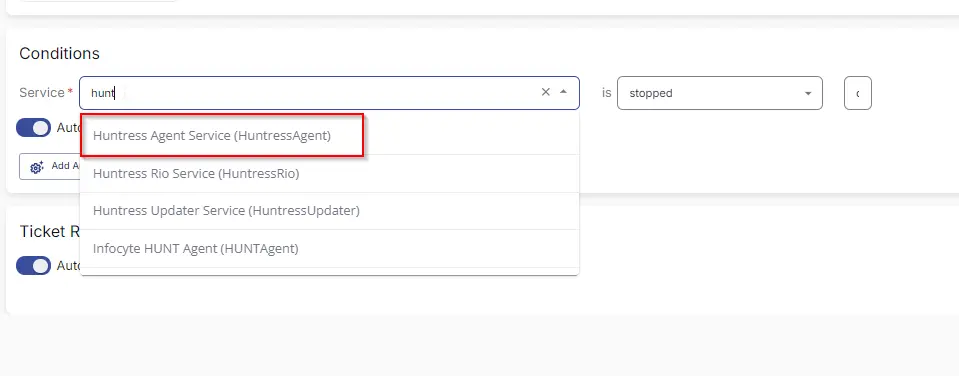 Conditions
Service * hunt is stopped
Huntress Agent Service (HuntressAgent)
Huntress Rio Service (HuntressRio)
Huntress Updater Service (HuntressUpdater)
Infocyte HUNT Agent (HUNTAgent)
Auto
Add A
Ticket R
Auto